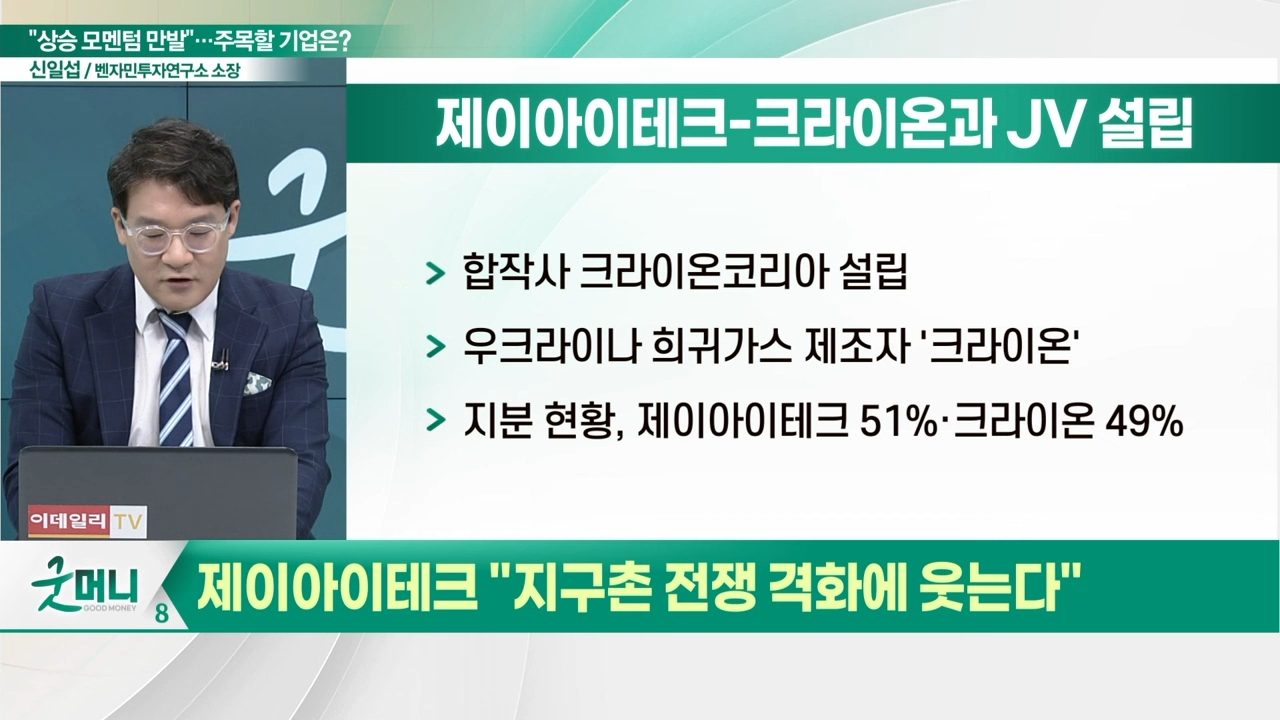 "상승 모멘텀 만발"…주목할 기업은?
신일섭 / 벤자민투자연구소 소장
제이아이테크-크라이온과 JV 설립
> 합작사 크라이온코리아 설립
> 우크라이나 희귀가스 제조자 '크라이온'
> 지분 현황, 제이아이테크 51%·크라이온 49%
이데일리 TV
굿머니
GOOD MONEY
8
제이아이테크 "지구촌 전쟁 격화에 웃는다"